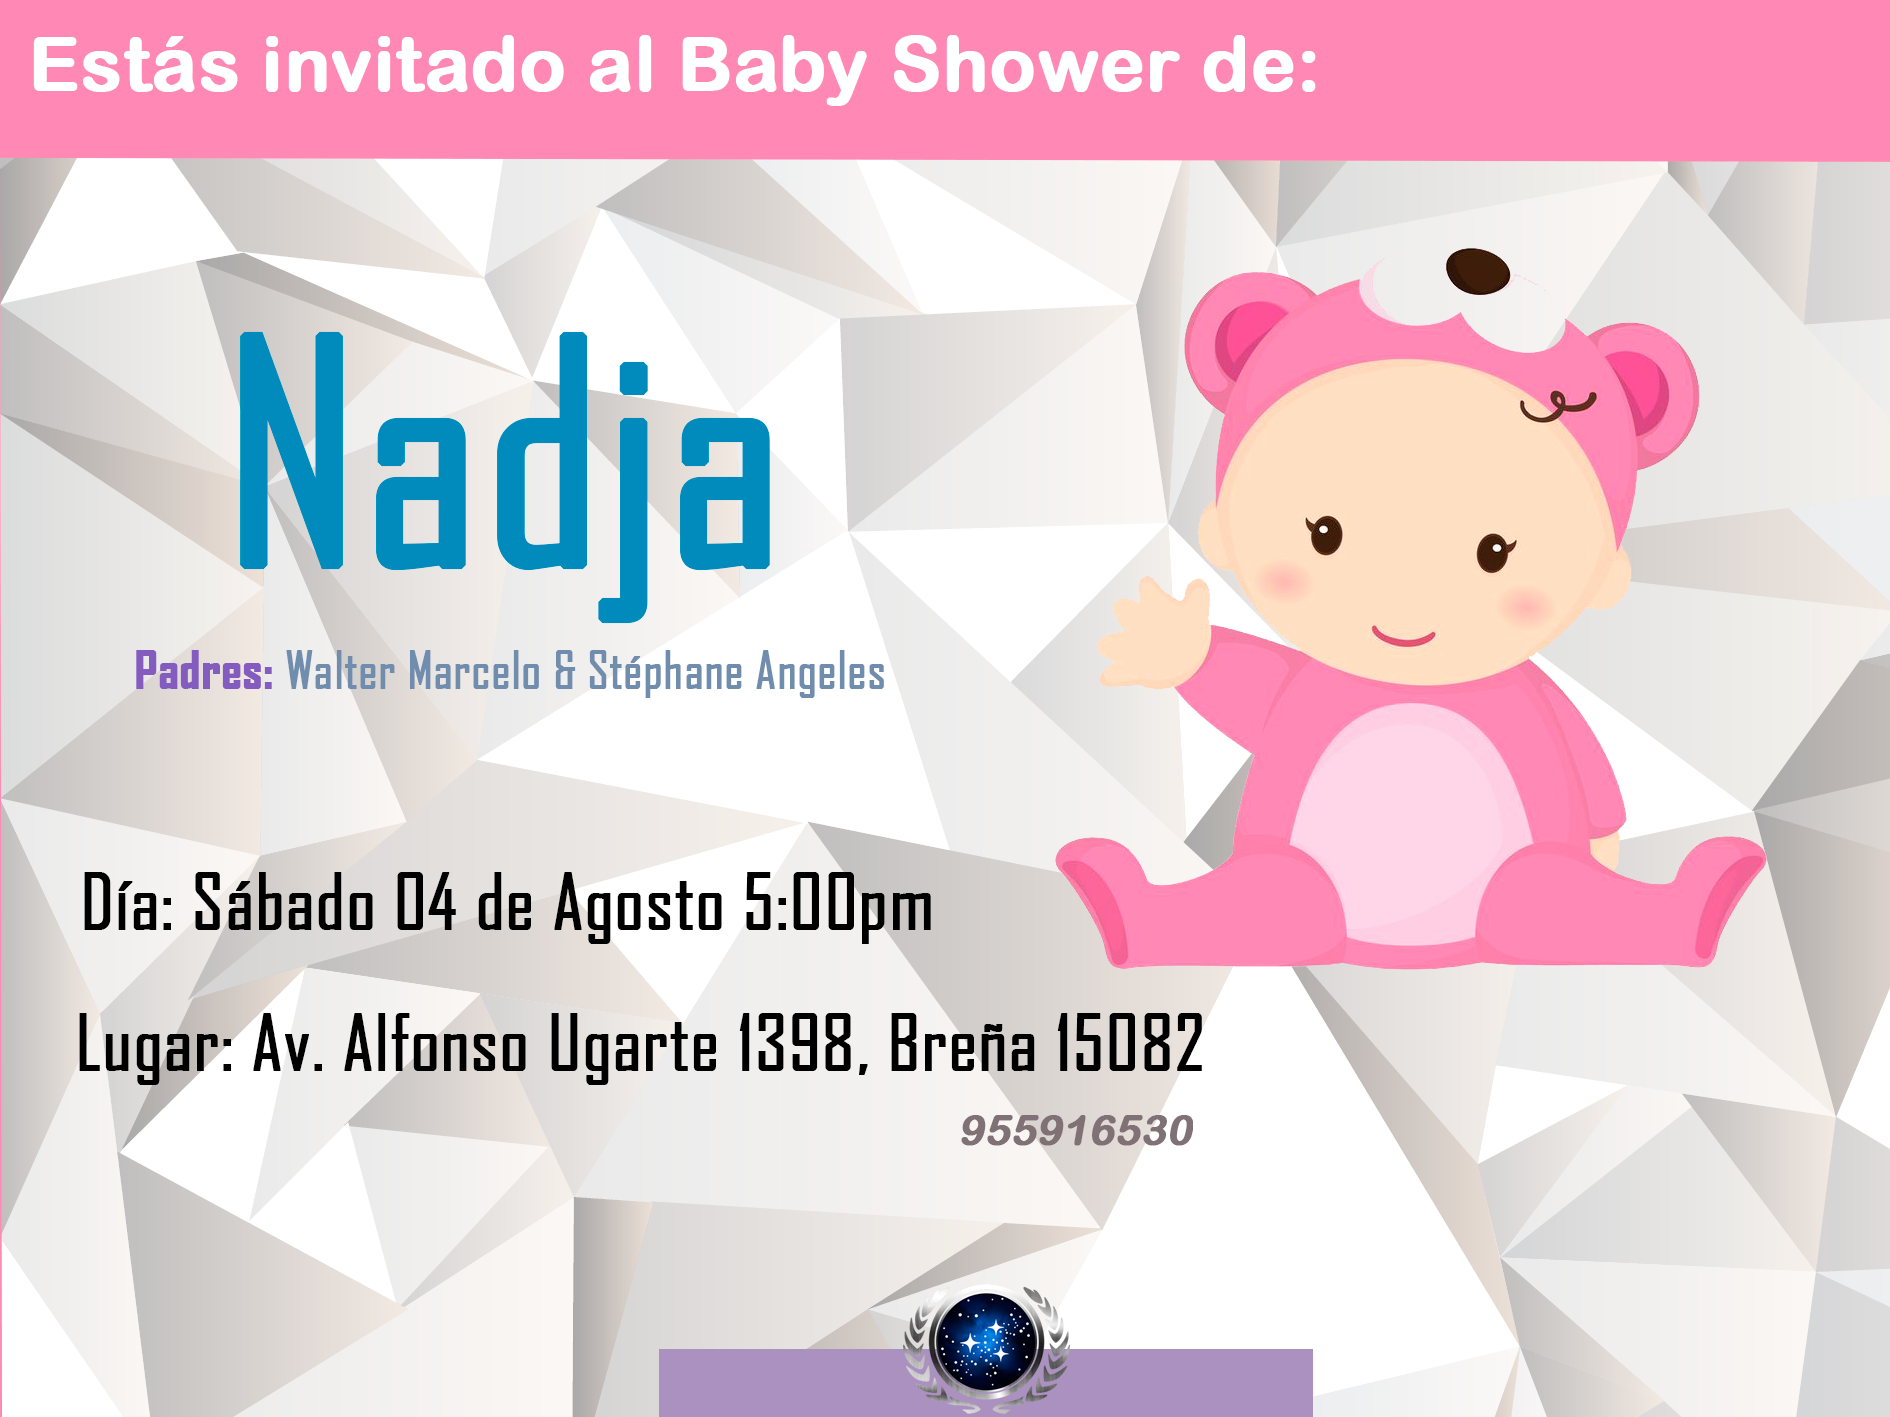 Estás invitado al Baby Shower de:
Nadja
Padres: Walter Marcelo & Stéphane Angeles
Día: Sábado 04 de Agosto 5:00pm
Lugar: Av. Alfonso Ugarte 1398, Breña 15082
955916530